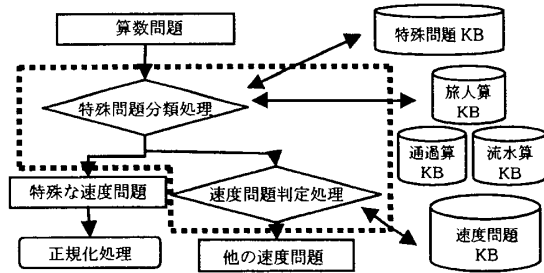 算数問題
特殊問題 KB
特殊問題分類処理
旅人算
KB
通過算
KB
流水算
KB
特殊な速度問題
速度問題判定処理
速度問題
KB
正規化処理
他の速度問題